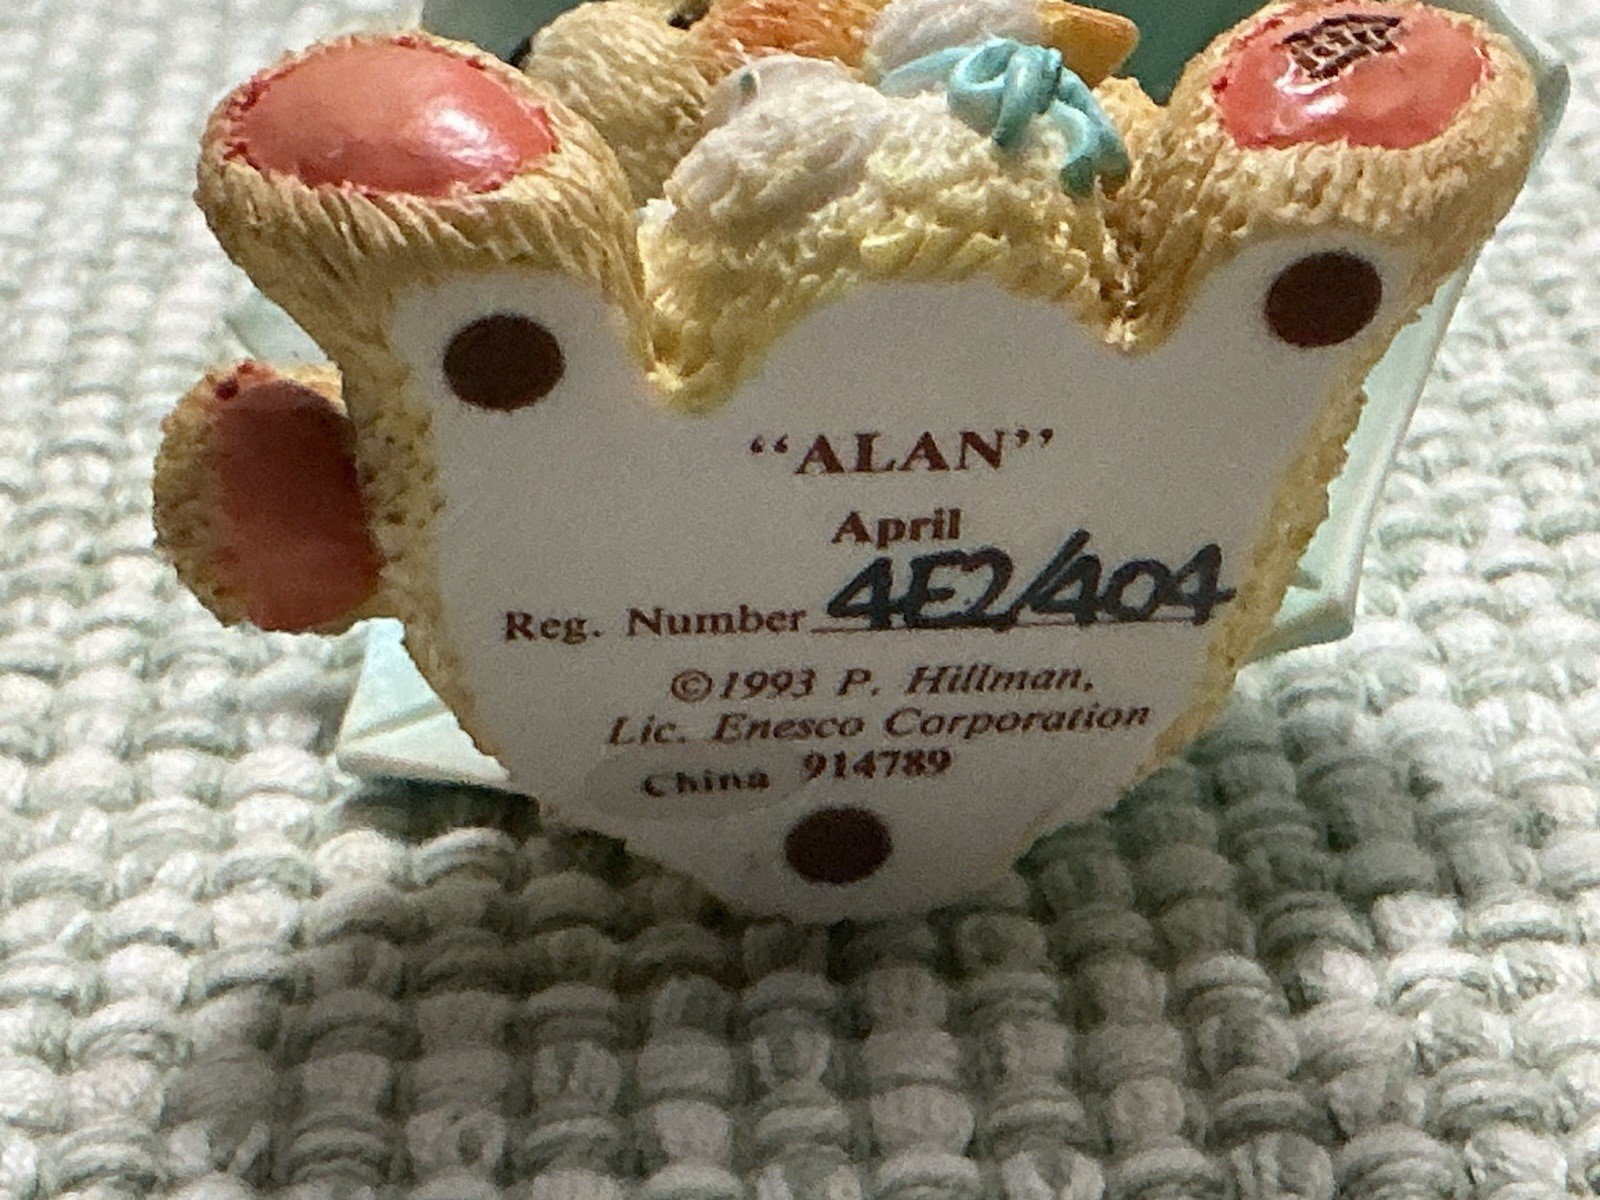 “ALAN”
April
Reg. Number 4E2/404
©1993 P. Hillman,
Lic. Enesco Corporation
China 914789